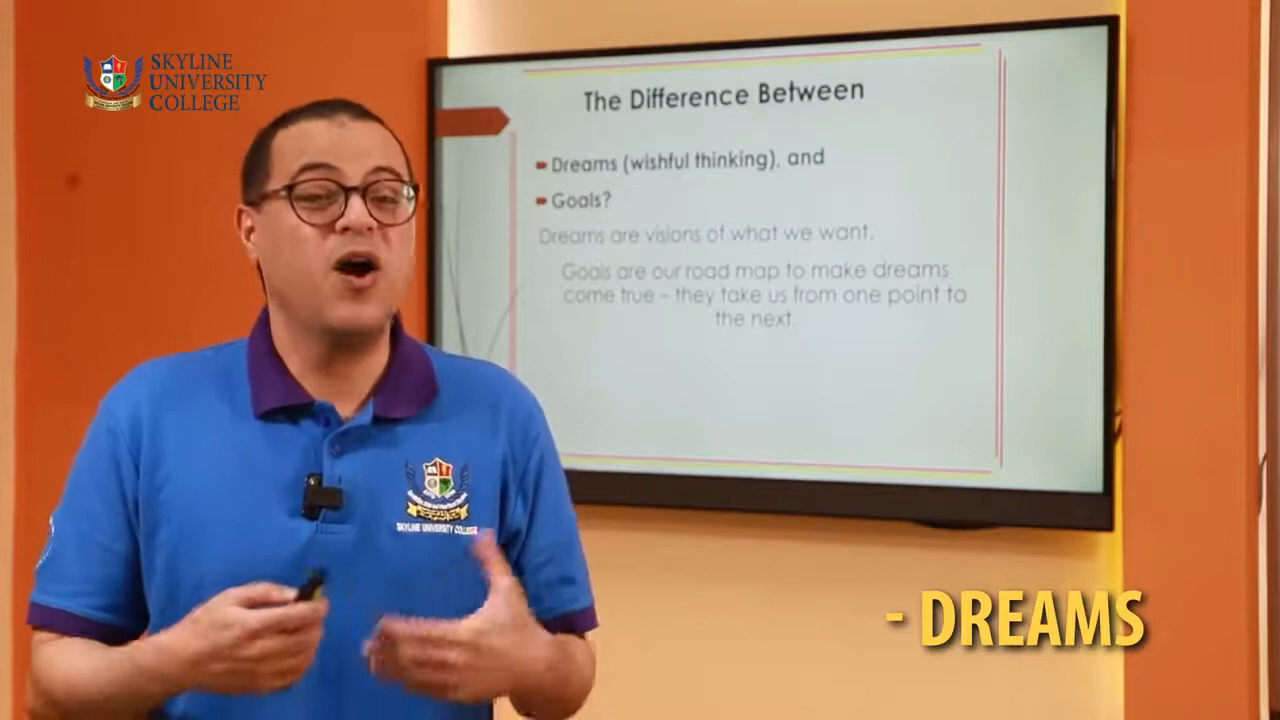 SKYLINE
UNIVERSITY
COLLEGE
The Difference Between
Dreams (wishful thinking), and
Goals?
Dreams are visions of what we want.
Goals are our road map to make dreams
come true – they take us from one point to
the next.
SKYLINE UNIVERSITY COLLEGE
- DREAMS